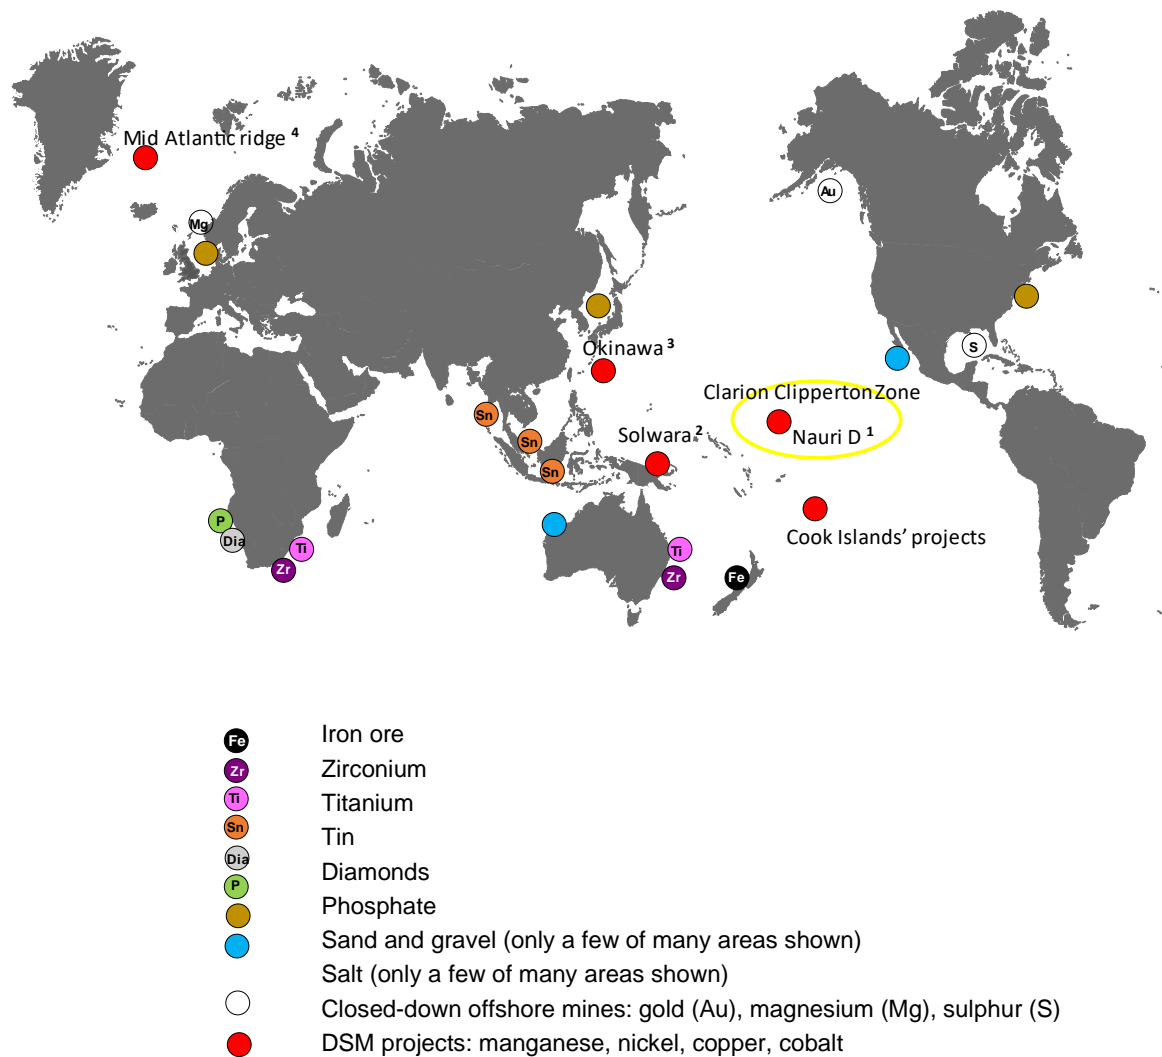 Mid Atlantic ridge 4
Au
Mg
Okinawa 3
S
Clarion Clipperton Zone
Sn
Solwara 2
Nauri D 1
Sn
Sn
P
Cook Islands' projects
Dia
Ti
Ti
Zr
Zr
Fe
Fe Iron ore
Zr Zirconium
Ti Titanium
Sn Tin
Dia Diamonds
P Phosphate
Sand and gravel (only a few of many areas shown)
Salt (only a few of many areas shown)
Closed-down offshore mines: gold (Au), magnesium (Mg), sulphur (S)
DSM projects: manganese, nickel, copper, cobalt